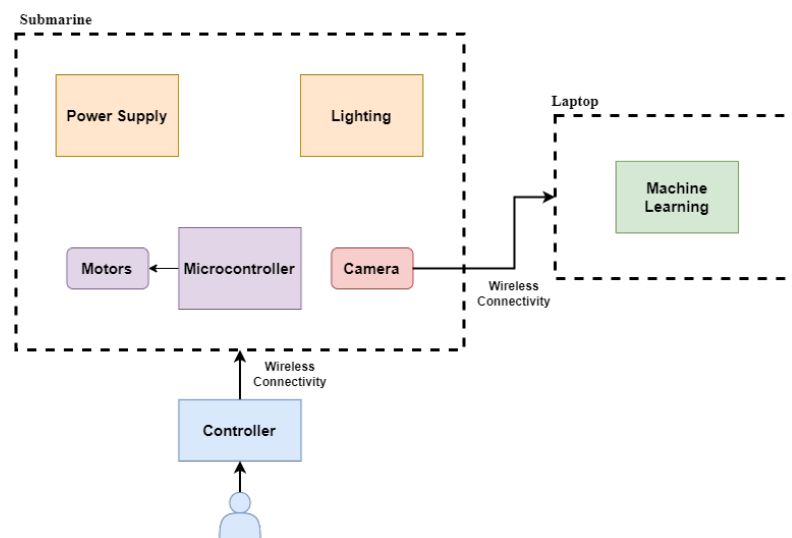 Submarine
Power Supply
Lighting
Laptop
Machine
Learning
Motors
Microcontroller
Camera
Wireless
Connectivity
Wireless
Connectivity
Controller